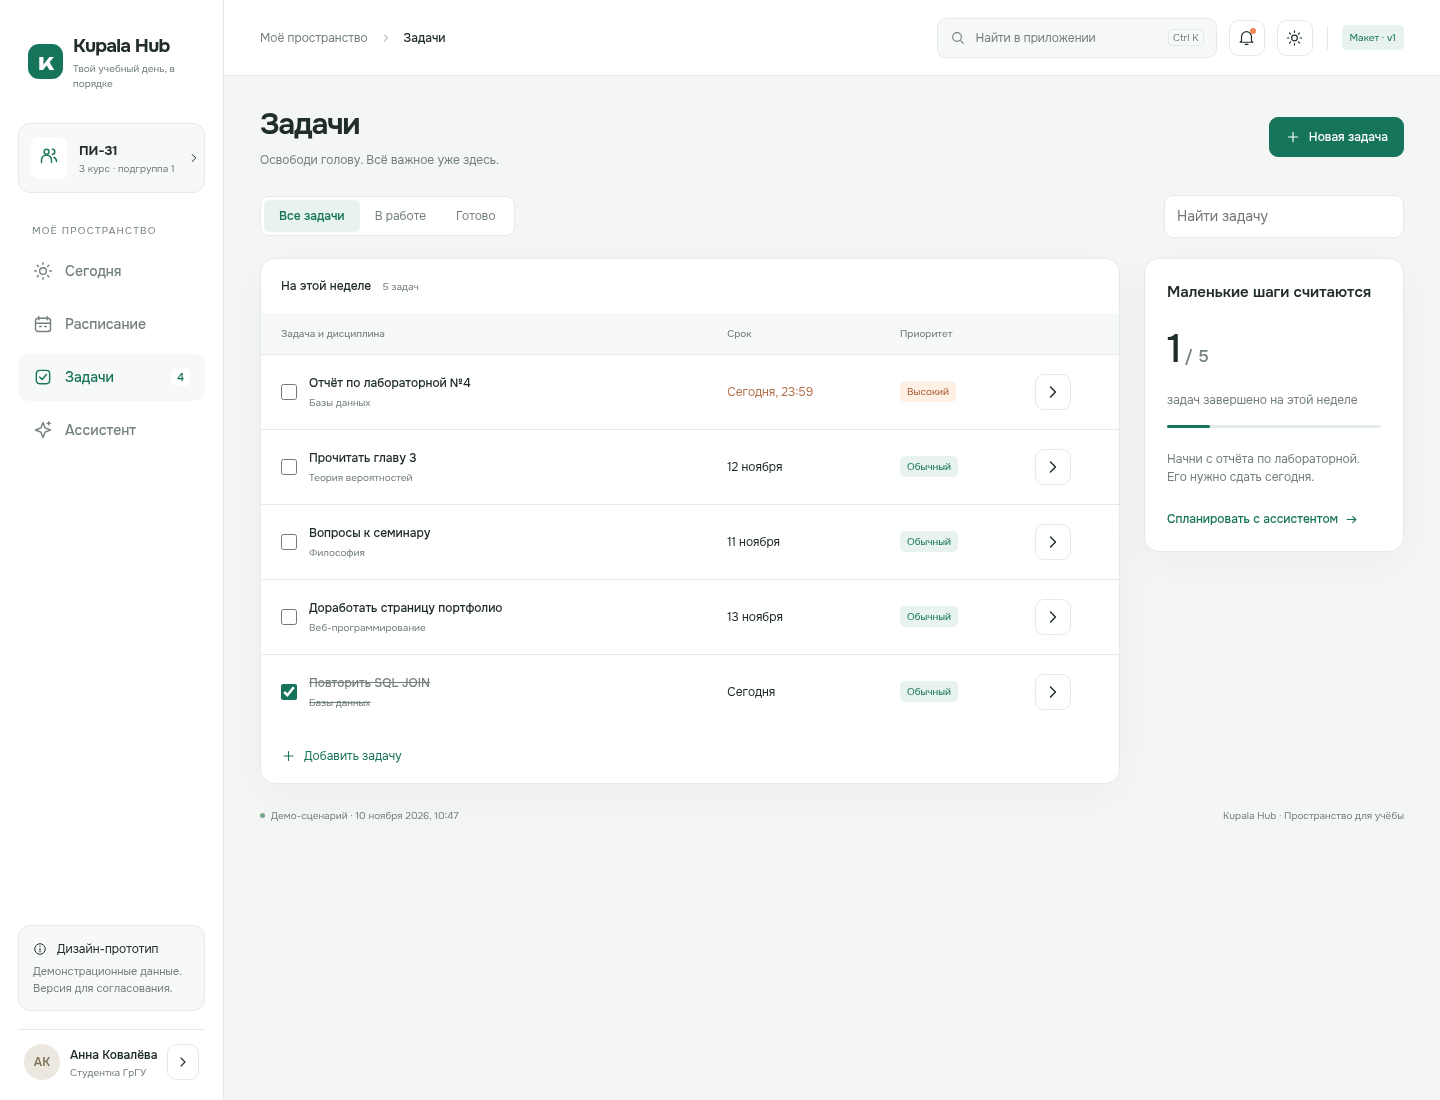 Kupala Hub
Твой учебный день, в
порядке
ПИ-31
3 курс · подгруппа 1
МОЁ ПРОСТРАНСТВО
Сегодня
Расписание
Задачи
4
Ассистент
Дизайн-прототип
Демонстрационные данные.
Версия для согласования.
АК
Анна Ковалёва
Студентка ГрГУ
Моё пространство
Задачи
Найти в приложении
Ctrl K
Макет · v1
Задачи
Освободи голову. Всё важное уже здесь.
Новая задача
Все задачи
В работе
Готово
Найти задачу
На этой неделе
5 задач
Задача и дисциплина
Срок
Приоритет
Отчёт по лабораторной №4
Базы данных
Сегодня, 23:59
Высокий
Прочитать главу 3
Теория вероятностей
12 ноября
Обычный
Вопросы к семинару
Философия
11 ноября
Обычный
Доработать страницу портфолио
Веб-программирование
13 ноября
Обычный
Повторить SQL JOIN
Базы данных
Сегодня
Обычный
Добавить задачу
Маленькие шаги считаются
1 / 5
задач завершено на этой неделе
Начни с отчёта по лабораторной.
Его нужно сдать сегодня.
Спланировать с ассистентом
Демо-сценарий · 10 ноября 2026, 10:47
Kupala Hub · Пространство для учёбы